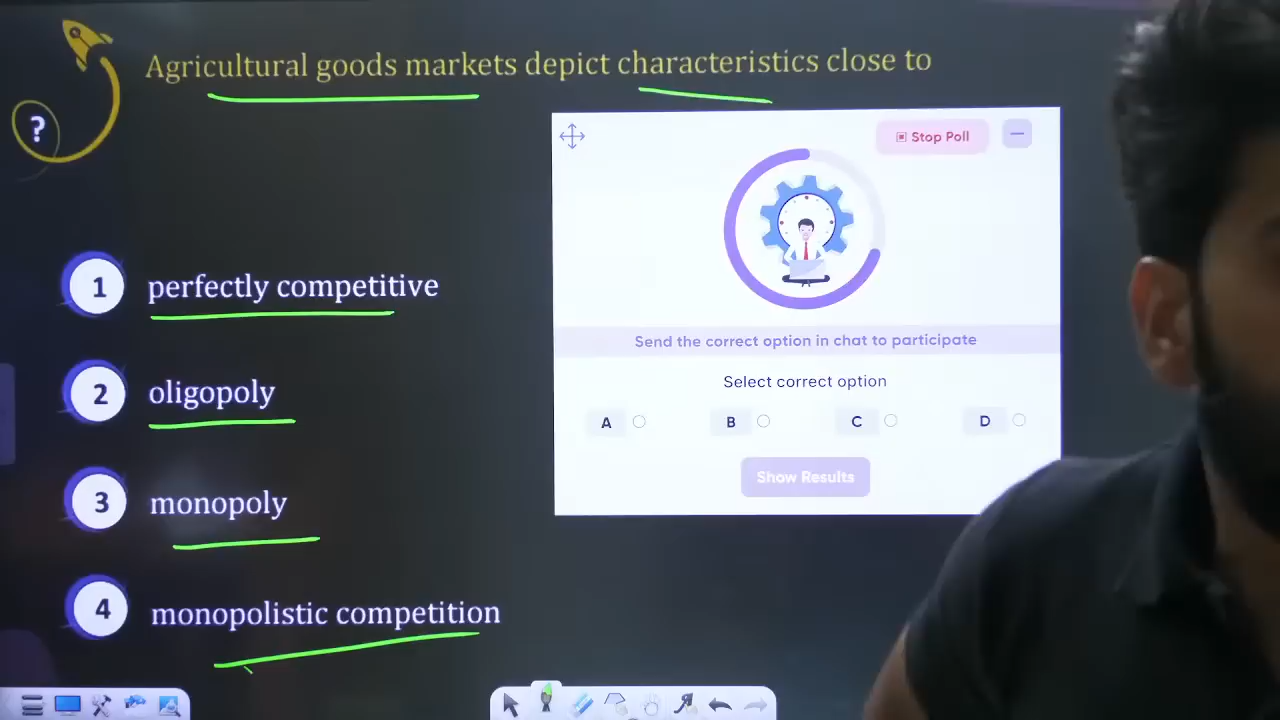 Agricultural goods markets depict characteristics close to
?
Stop Poll
1 perfectly competitive
Send the correct option in chat to participate
Select correct option
2 oligopoly
A B C D
Show Results
3 monopoly
4 monopolistic competition